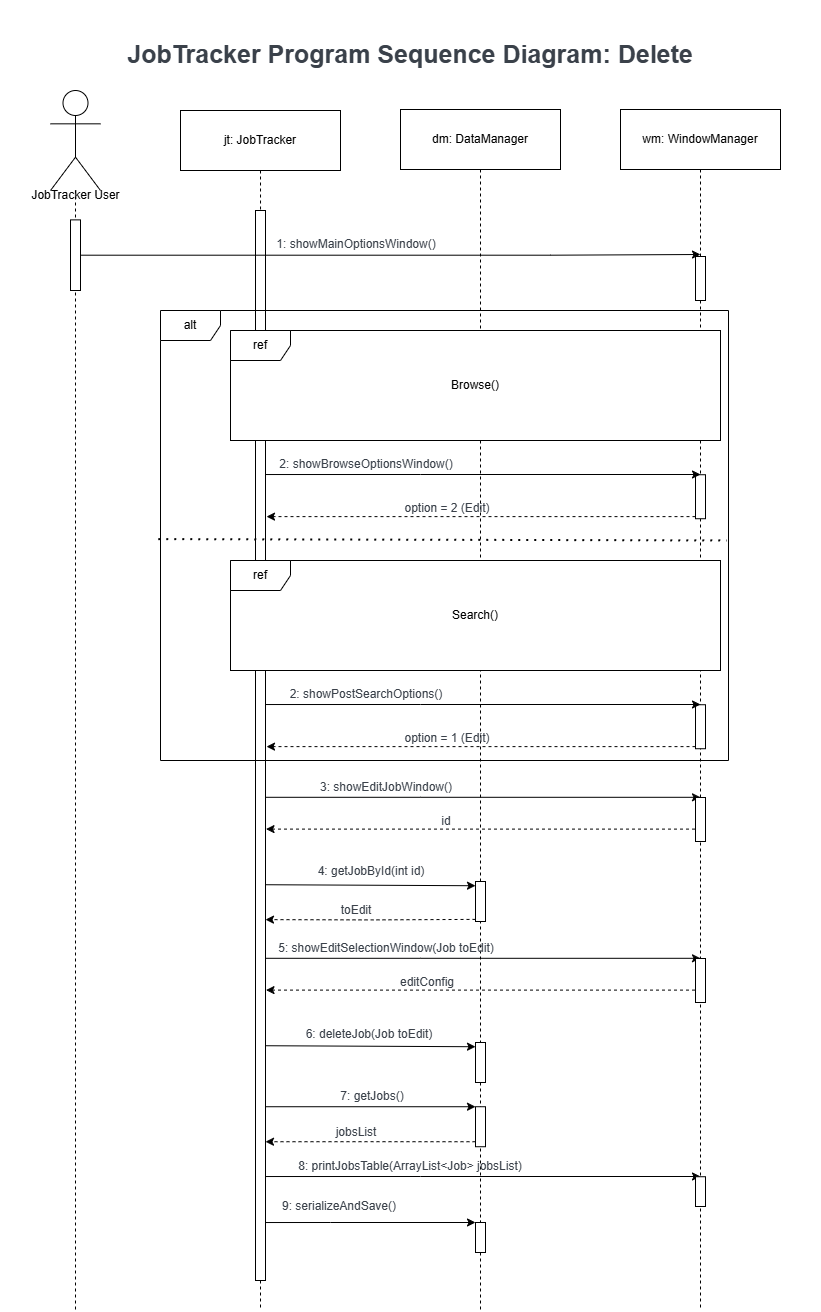 JobTracker Program Sequence Diagram: Delete
jt: JobTracker
dm: DataManager
wm: WindowManager
JobTracker User
1: showMainOptionsWindow()
alt
ref
Browse()
2: showBrowseOptionsWindow()
option = 2 (Edit)
ref
Search()
2: showPostSearchOptions()
option = 1 (Edit)
3: showEditJobWindow()
id
4: getJobById(int id)
toEdit
5: showEditSelectionWindow(Job toEdit)
editConfig
6: deleteJob(Job toEdit)
7: getJobs()
jobsList
8: printJobsTable(ArrayList<Job> jobsList)
9: serializeAndSave()